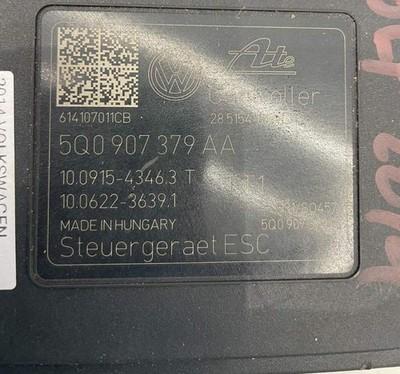 Ate
614107011CB
28.5154
5Q0 907 379 AA
10.0915-4346.3 T
10.0622-3639.1
MADE IN HUNGARY
5Q0 907
Steuergeraet ESC
2014 VOLKSWAGEN